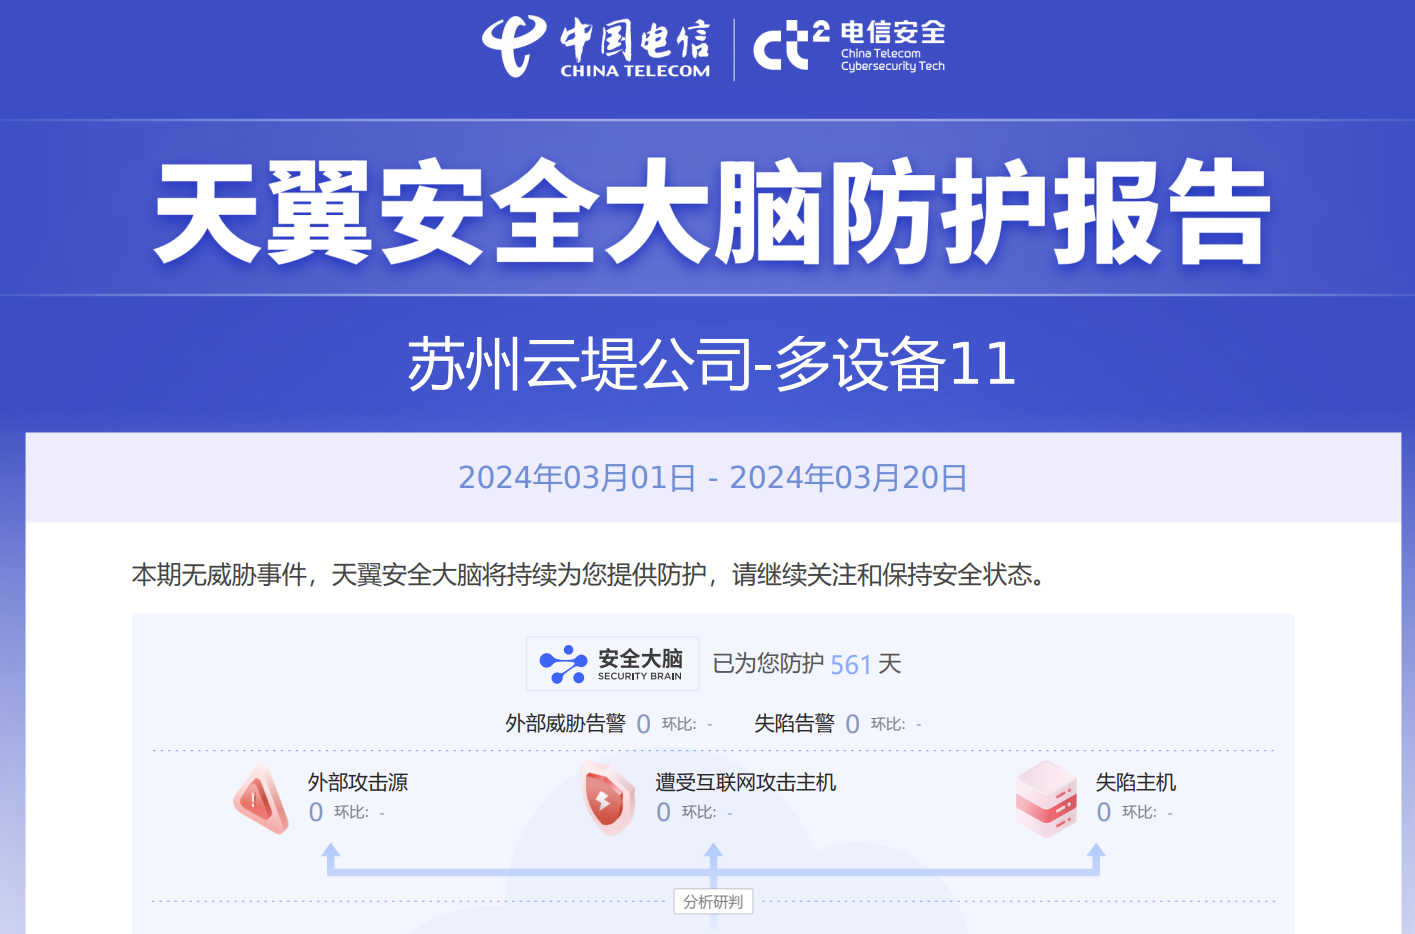 中国电信
CHINA TELECOM
ct²
电信安全
China Telecom
Cybersecurity Tech
天翼安全大脑防护报告
苏州云堤公司-多设备11
2024年03月01日 - 2024年03月20日
本期无威胁事件，天翼安全大脑将持续为您提供防护，请继续关注和保持安全状态。
安全大脑
SECURITY BRAIN
已为您防护 561 天
外部威胁告警 0 环比: - 失陷告警 0 环比: -
外部攻击源
0 环比: -
遭受互联网攻击主机
0 环比: -
失陷主机
0 环比: -
分析研判